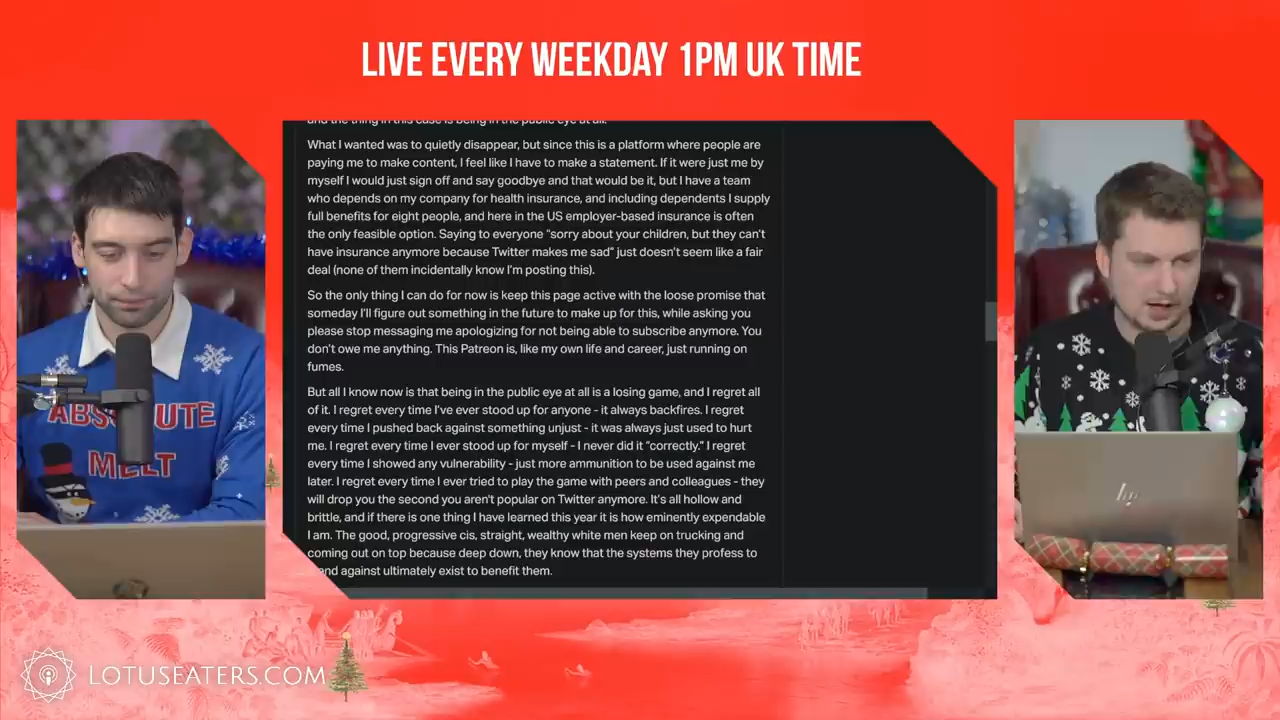 LIVE EVERY WEEKDAY 1PM UK TIME
and the thing in this case is being in the public eye at all.
What I wanted was to quietly disappear, but since this is a platform where people are
paying me to make content, I feel like I have to make a statement. If it were just me by
myself I would just sign off and say goodbye and that would be it, but I have a team
who depends on my company for health insurance, and including dependents I supply
full benefits for eight people, and here in the US employer-based insurance is often
the only feasible option. Saying to everyone "sorry about your children, but they can't
have insurance anymore because Twitter makes me sad" just doesn't seem like a fair
deal (none of them incidentally know I'm posting this).
So the only thing I can do for now is keep this page active with the loose promise that
someday I'll figure out something in the future to make up for this, while asking you
please stop messaging me apologizing for not being able to subscribe anymore. You
don't owe me anything. This Patreon is, like my own life and career, just running on
fumes.
But all I know now is that being in the public eye at all is a losing game, and I regret all
of it. I regret every time I've ever stood up for anyone - it always backfires. I regret
every time I pushed back against something unjust - it was always just used to hurt
me. I regret every time I ever stood up for myself - I never did it "correctly." I regret
every time I showed any vulnerability - just more ammunition to be used against me
later. I regret every time I ever tried to play the game with peers and colleagues - they
will drop you the second you aren't popular on Twitter anymore. It's all hollow and
brittle, and if there is one thing I have learned this year it is how eminently expendable
I am. The good, progressive cis, straight, wealthy white men keep on trucking and
coming out on top because deep down, they know that the systems they profess to
against ultimately exist to benefit them.
ABSOLUTE
MELT
hp
LOTUSEATERS.COM